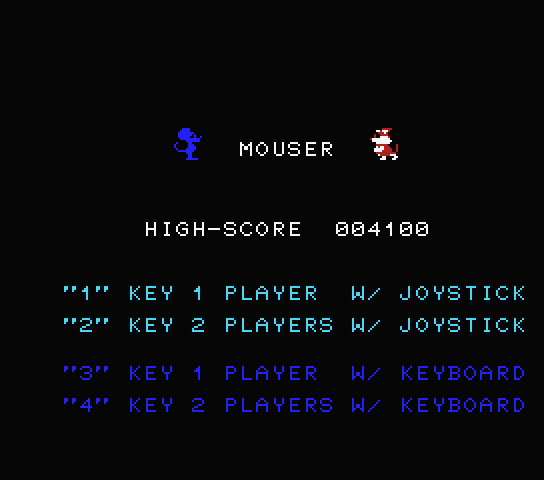 MOUSER
HIGH-SCORE 004100
"1" KEY 1 PLAYER W/ JOYSTICK
"2" KEY 2 PLAYERS W/ JOYSTICK
"3" KEY 1 PLAYER W/ KEYBOARD
"4" KEY 2 PLAYERS W/ KEYBOARD